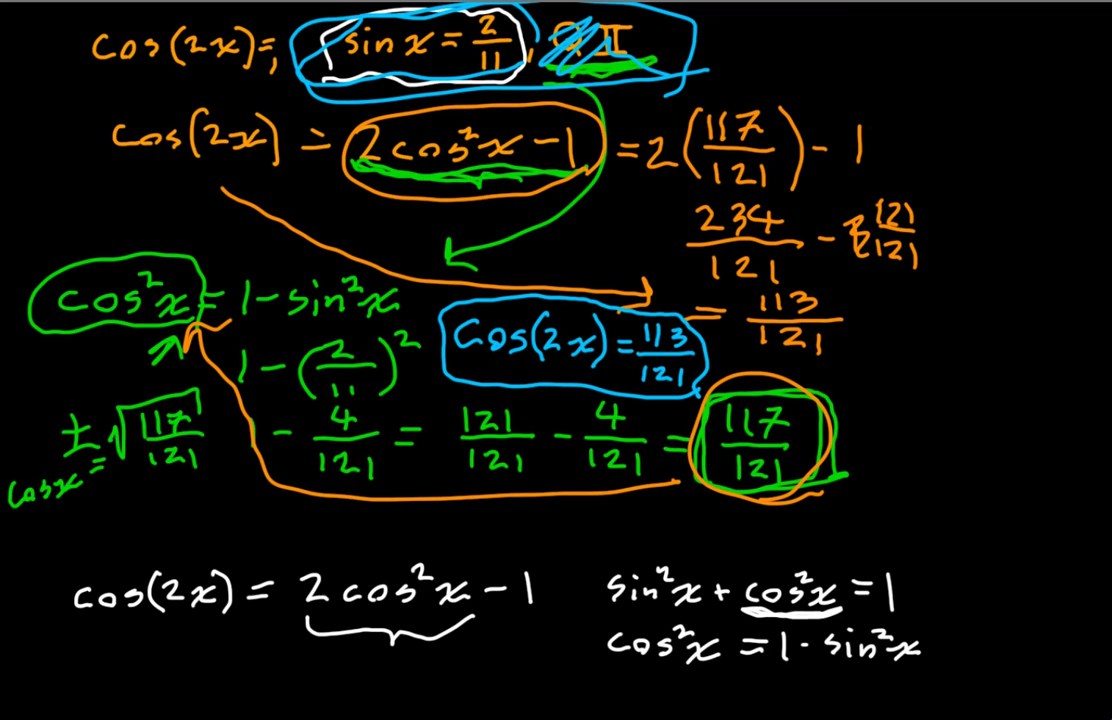 cos(2x)=, sin x = 2/11, Q II
cos(2x) = 2cos²x - 1 = 2(117/121) - 1
234/121 - 121/121
= 113/121
cos²x = 1 - sin²x
cos(2x) = 113/121
1 - (2/11)²
± √117/121
cosx =
- 4/121 = 121/121 - 4/121 = 117/121
cos(2x) = 2cos²x - 1
sin²x + cos²x = 1
cos²x = 1 - sin²x